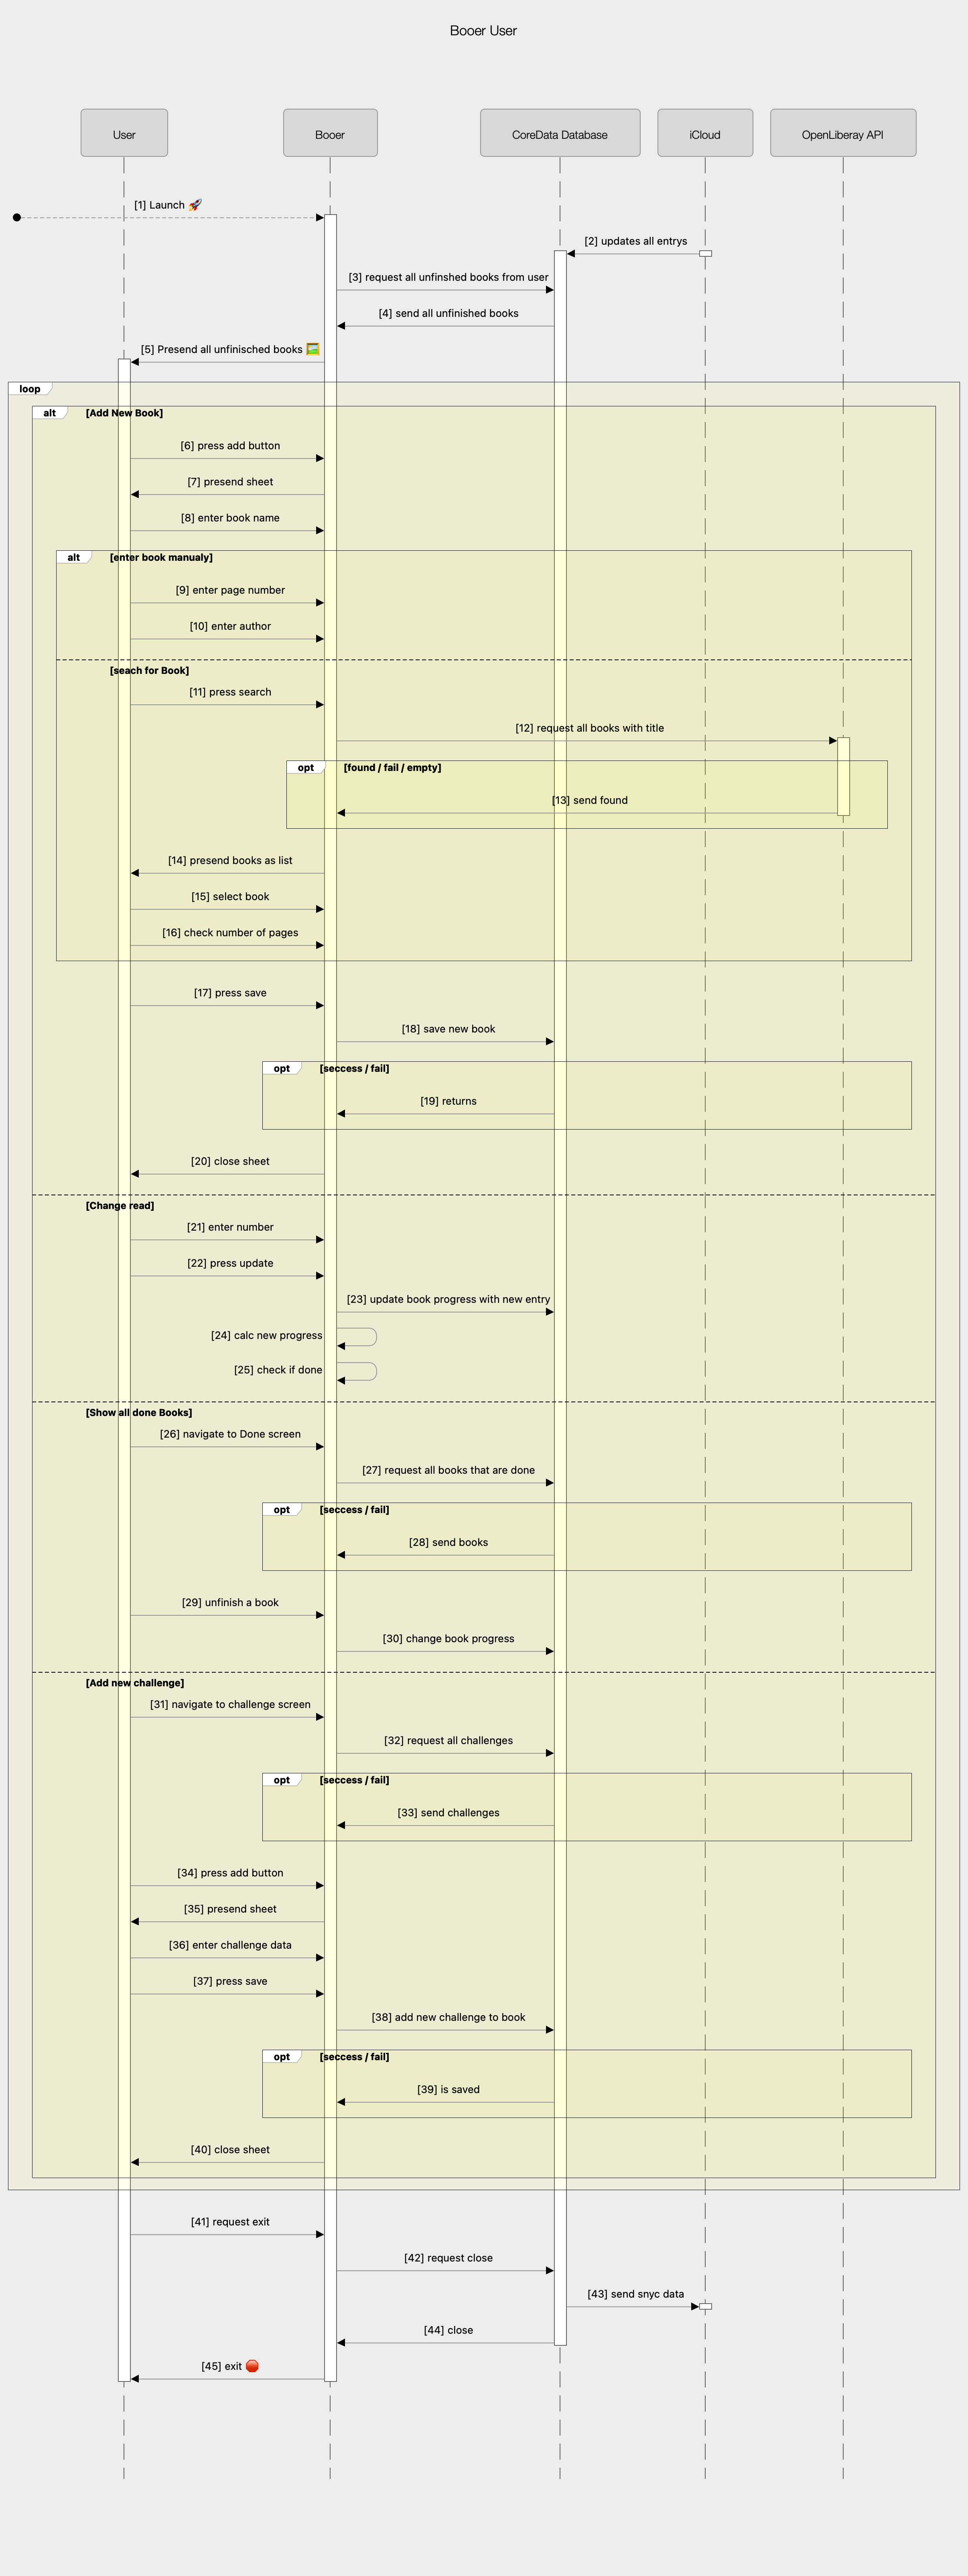 Booer User
User
Booer
CoreData Database
iCloud
OpenLiberay API
[1] Launch 🚀
[2] updates all entrys
[3] request all unfinshed books from user
[4] send all unfinished books
[5] Presend all unfinisched books 🖼️
loop
alt [Add New Book]
[6] press add button
[7] presend sheet
[8] enter book name
alt [enter book manualy]
[9] enter page number
[10] enter author
[seach for Book]
[11] press search
[12] request all books with title
opt [found / fail / empty]
[13] send found
[14] presend books as list
[15] select book
[16] check number of pages
[17] press save
[18] save new book
opt [seccess / fail]
[19] returns
[20] close sheet
[Change read]
[21] enter number
[22] press update
[23] update book progress with new entry
[24] calc new progress
[25] check if done
[Show all done Books]
[26] navigate to Done screen
[27] request all books that are done
opt [seccess / fail]
[28] send books
[29] unfinish a book
[30] change book progress
[Add new challenge]
[31] navigate to challenge screen
[32] request all challenges
opt [seccess / fail]
[33] send challenges
[34] press add button
[35] presend sheet
[36] enter challenge data
[37] press save
[38] add new challenge to book
opt [seccess / fail]
[39] is saved
[40] close sheet
[41] request exit
[42] request close
[43] send snyc data
[44] close
[45] exit 🛑